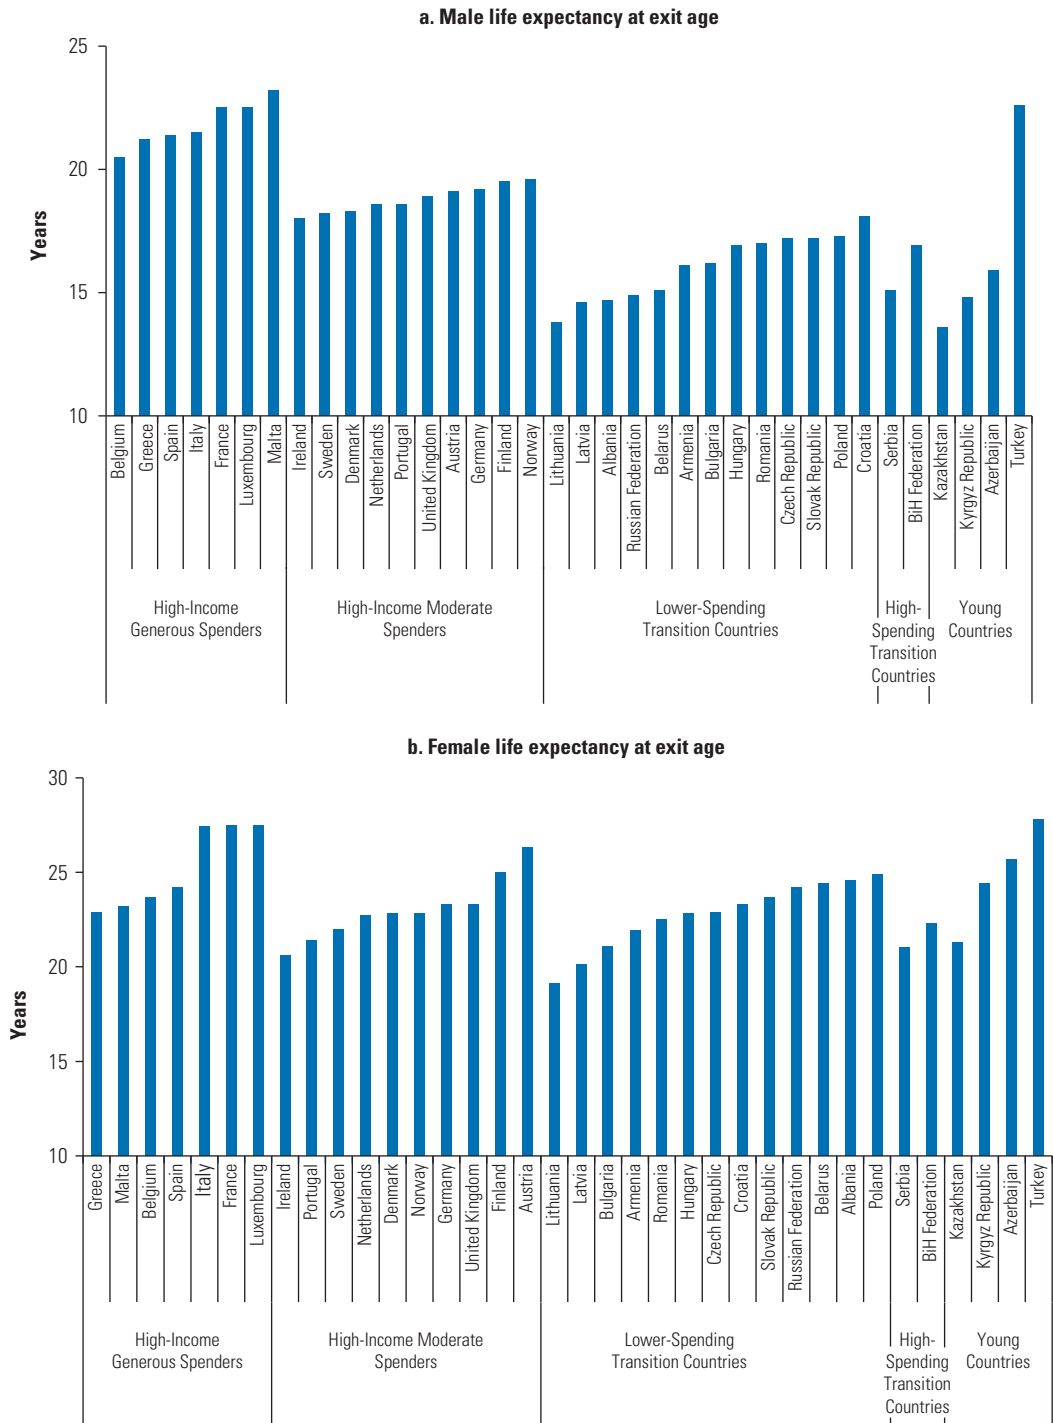 a. Male life expectancy at exit age
25
20
15
10
Years
Belgium
Greece
Spain
Italy
France
Luxembourg
Malta
Ireland
Sweden
Denmark
Netherlands
Portugal
United Kingdom
Austria
Germany
Finland
Norway
Lithuania
Latvia
Albania
Russian Federation
Belarus
Armenia
Bulgaria
Hungary
Romania
Czech Republic
Slovak Republic
Poland
Croatia
Serbia
BiH Federation
Kazakhstan
Kyrgyz Republic
Azerbaijan
Turkey
High-Income
Generous Spenders
High-Income Moderate
Spenders
Lower-Spending
Transition Countries
High-
Spending
Transition
Countries
Young
Countries
b. Female life expectancy at exit age
30
25
20
15
10
Years
Greece
Malta
Belgium
Spain
Italy
France
Luxembourg
Ireland
Portugal
Sweden
Netherlands
Denmark
Norway
Germany
United Kingdom
Finland
Austria
Lithuania
Latvia
Bulgaria
Armenia
Romania
Hungary
Czech Republic
Croatia
Slovak Republic
Russian Federation
Belarus
Albania
Poland
Serbia
BiH Federation
Kazakhstan
Kyrgyz Republic
Azerbaijan
Turkey
High-Income
Generous Spenders
High-Income Moderate
Spenders
Lower-Spending
Transition Countries
High-
Spending
Transition
Countries
Young
Countries